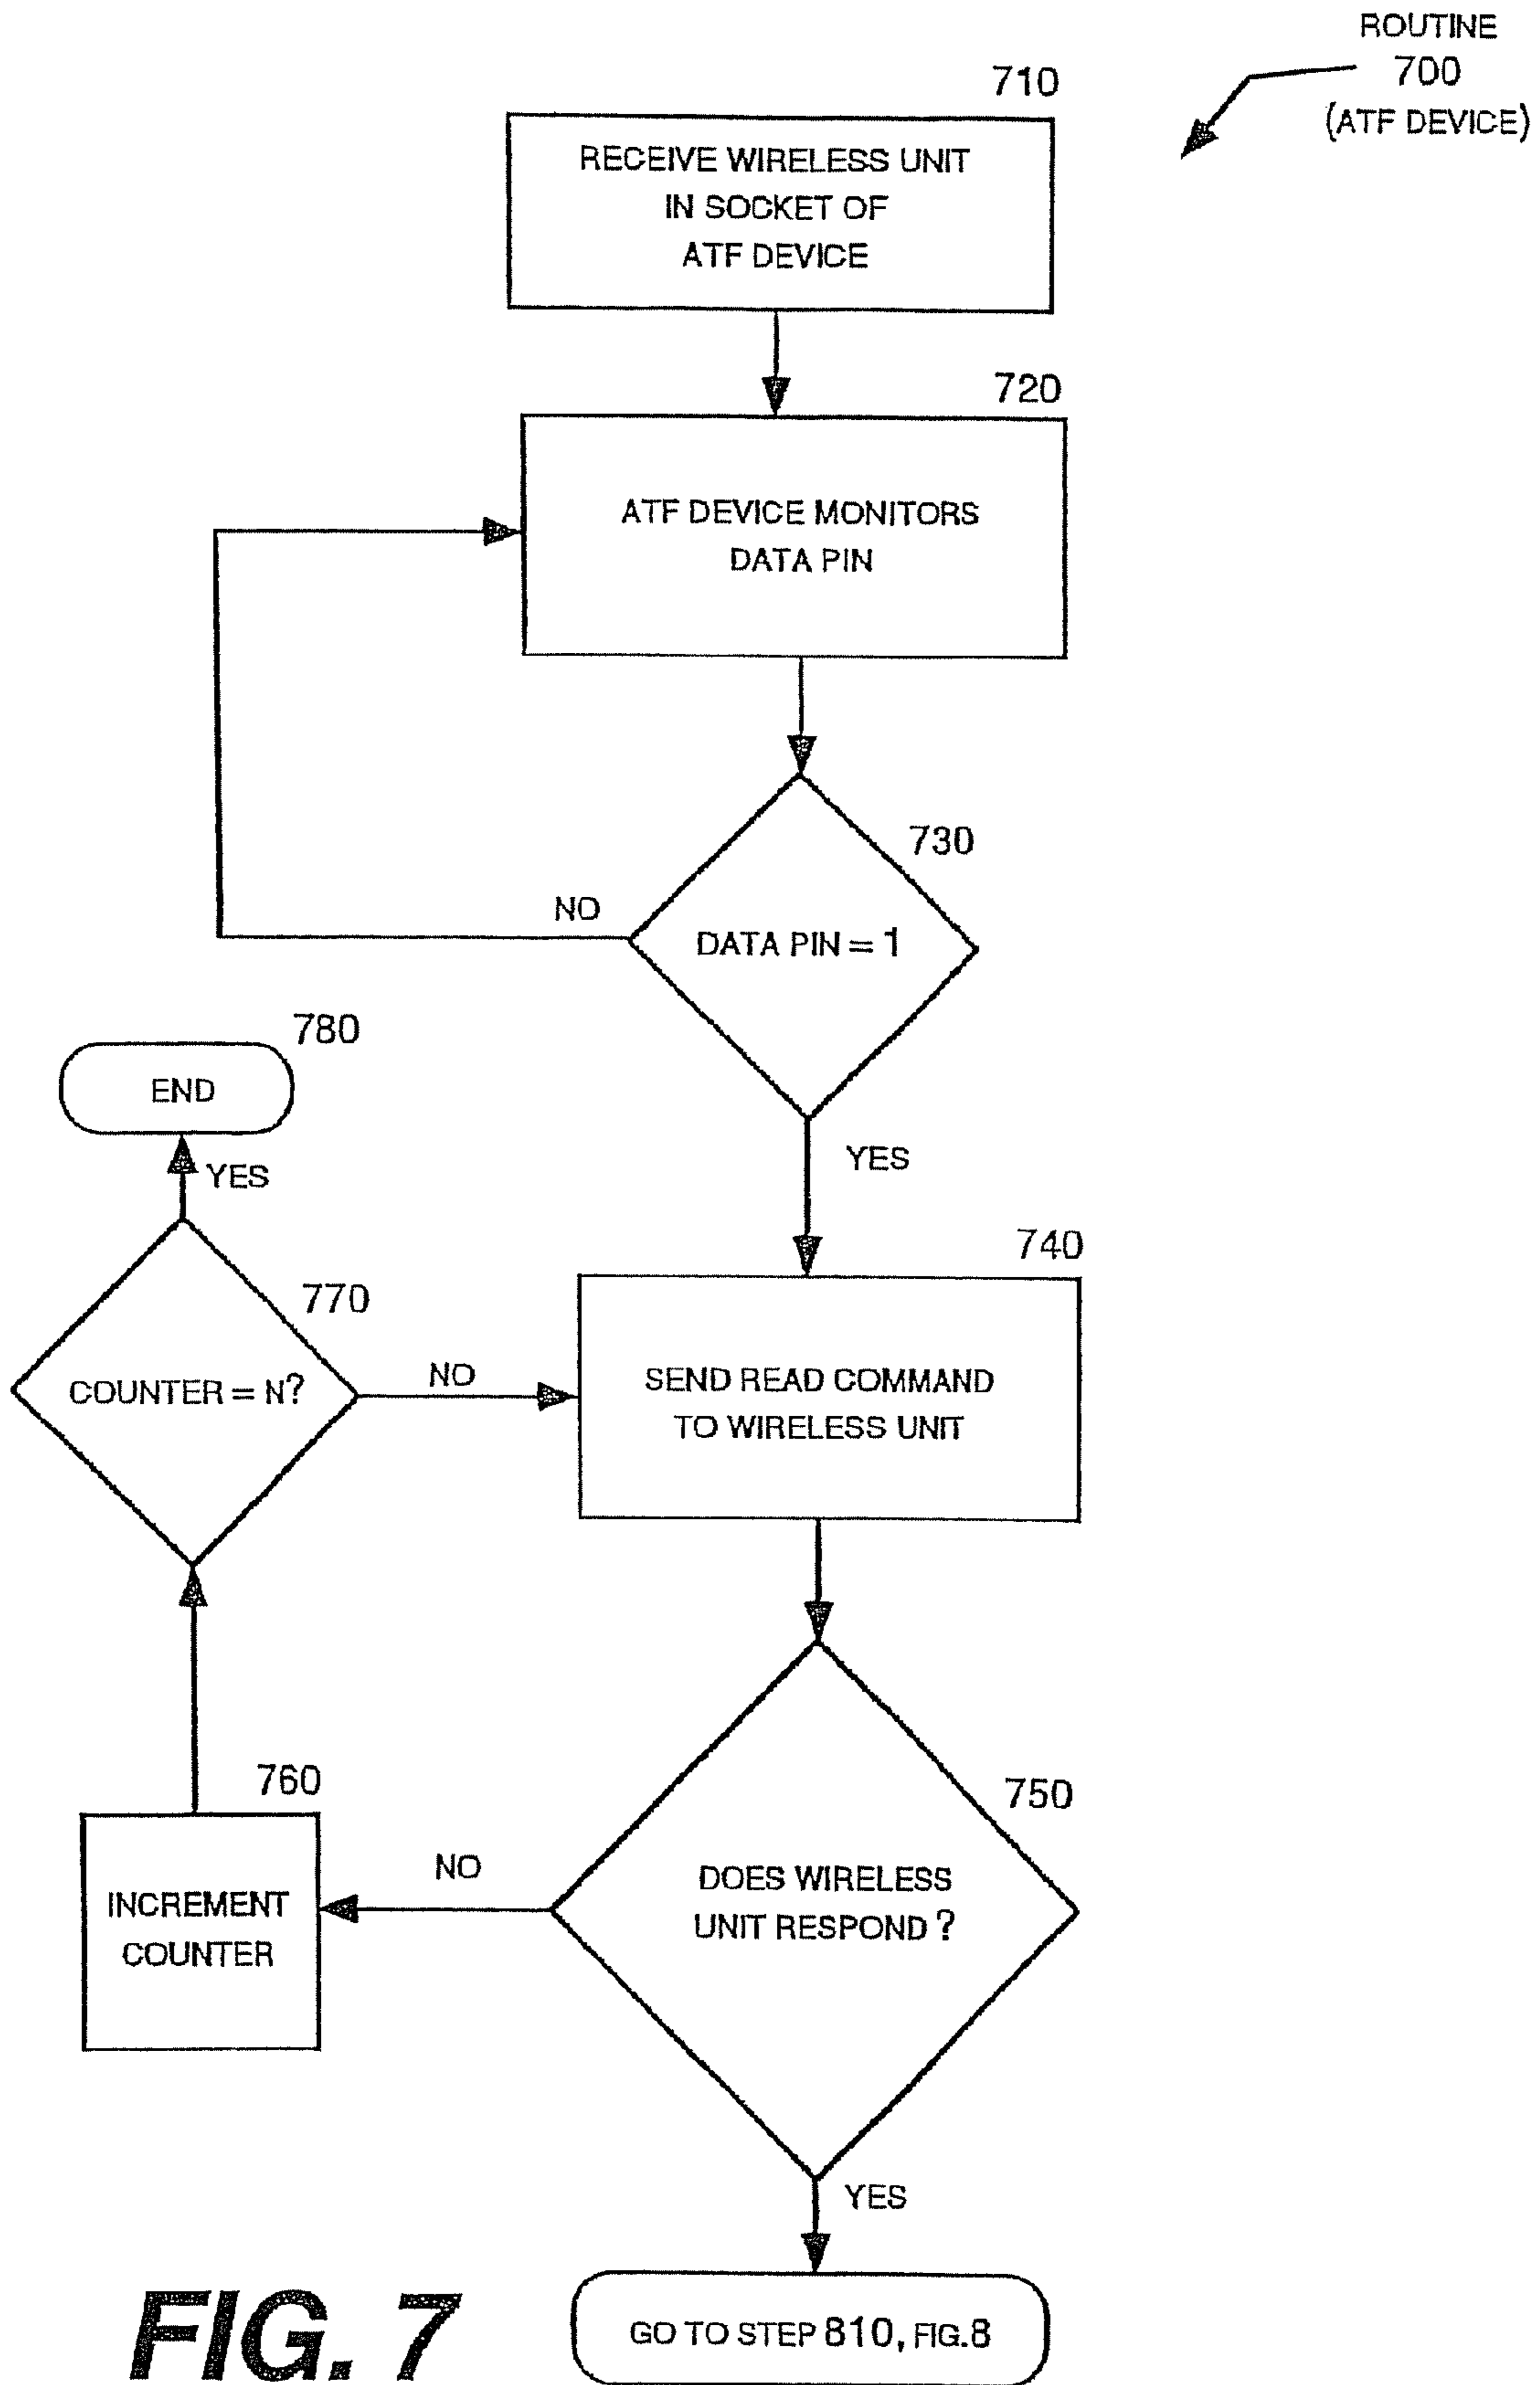 ROUTINE
700
(ATF DEVICE)
710
RECEIVE WIRELESS UNIT
IN SOCKET OF
ATF DEVICE
720
ATF DEVICE MONITORS
DATA PIN
730
NO
DATA PIN = 1
780
END
YES
YES
740
770
NO
COUNTER = N?
SEND READ COMMAND
TO WIRELESS UNIT
760
750
NO
DOES WIRELESS
UNIT RESPOND ?
INCREMENT
COUNTER
YES
GO TO STEP 810, FIG.8
FIG. 7